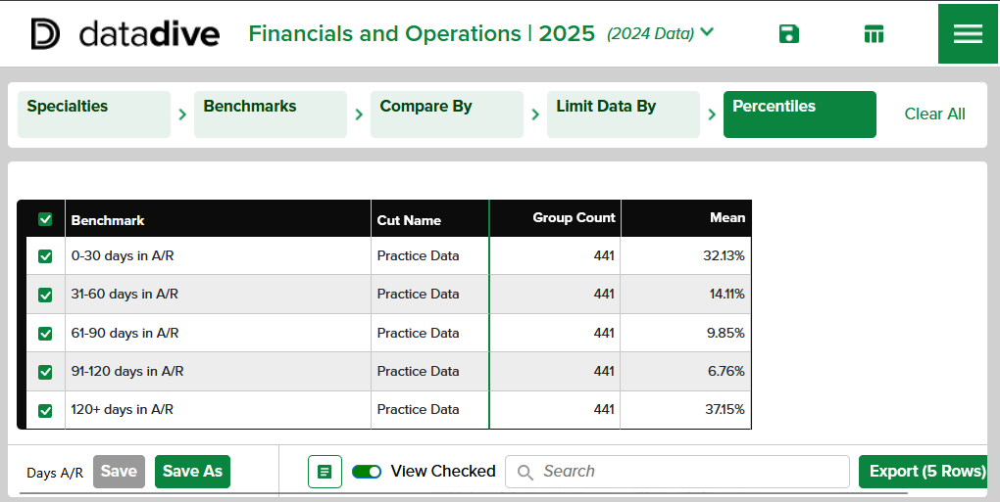 datadive Financials and Operations | 2025 (2024 Data)
Specialties Benchmarks Compare By Limit Data By Percentiles Clear All
Benchmark Cut Name Group Count Mean
0-30 days in A/R Practice Data 441 32.13%
31-60 days in A/R Practice Data 441 14.11%
61-90 days in A/R Practice Data 441 9.85%
91-120 days in A/R Practice Data 441 6.76%
120+ days in A/R Practice Data 441 37.15%
Days A/R Save Save As View Checked Search Export (5 Rows)